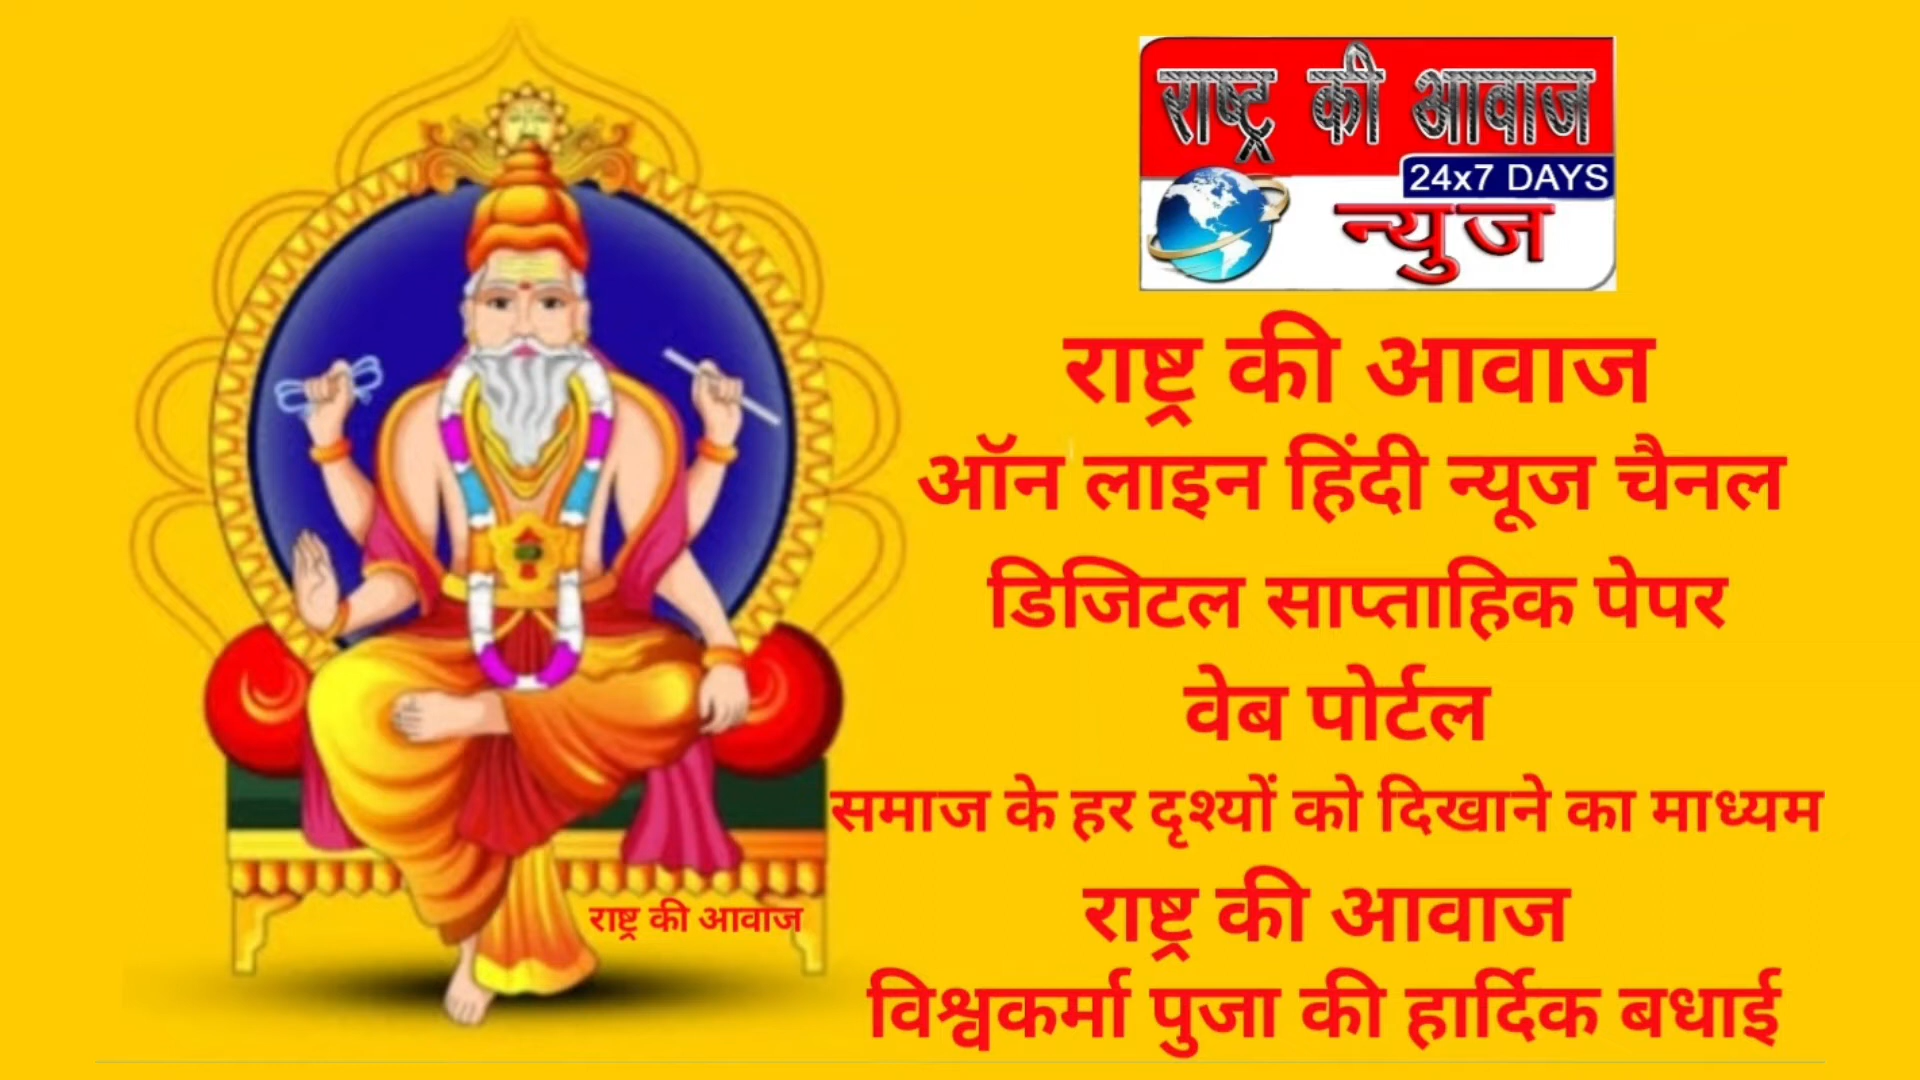 राष्ट्र की आवाज
24x7 DAYS
न्युज
राष्ट्र की आवाज
ऑन लाइन हिंदी न्यूज चैनल
डिजिटल साप्ताहिक पेपर
वेब पोर्टल
समाज के हर दृश्यों को दिखाने का माध्यम
राष्ट्र की आवाज
राष्ट्र की आवाज
विश्वकर्मा पुजा की हार्दिक बधाई